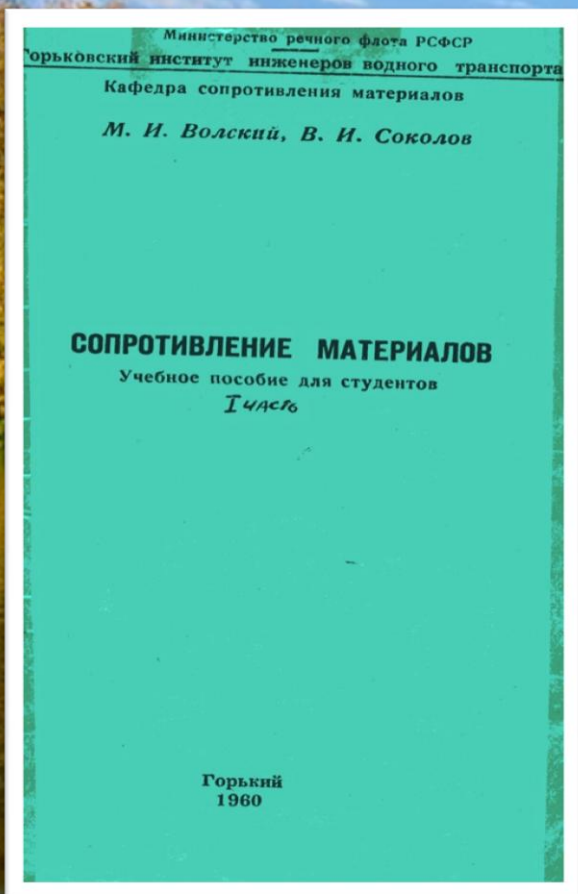 Министерство речного флота РСФСР
Горьковский институт инженеров водного транспорта
Кафедра сопротивления материалов
М. И. Волский, В. И. Соколов
СОПРОТИВЛЕНИЕ МАТЕРИАЛОВ
Учебное пособие для студентов
I часть
Горький
1960